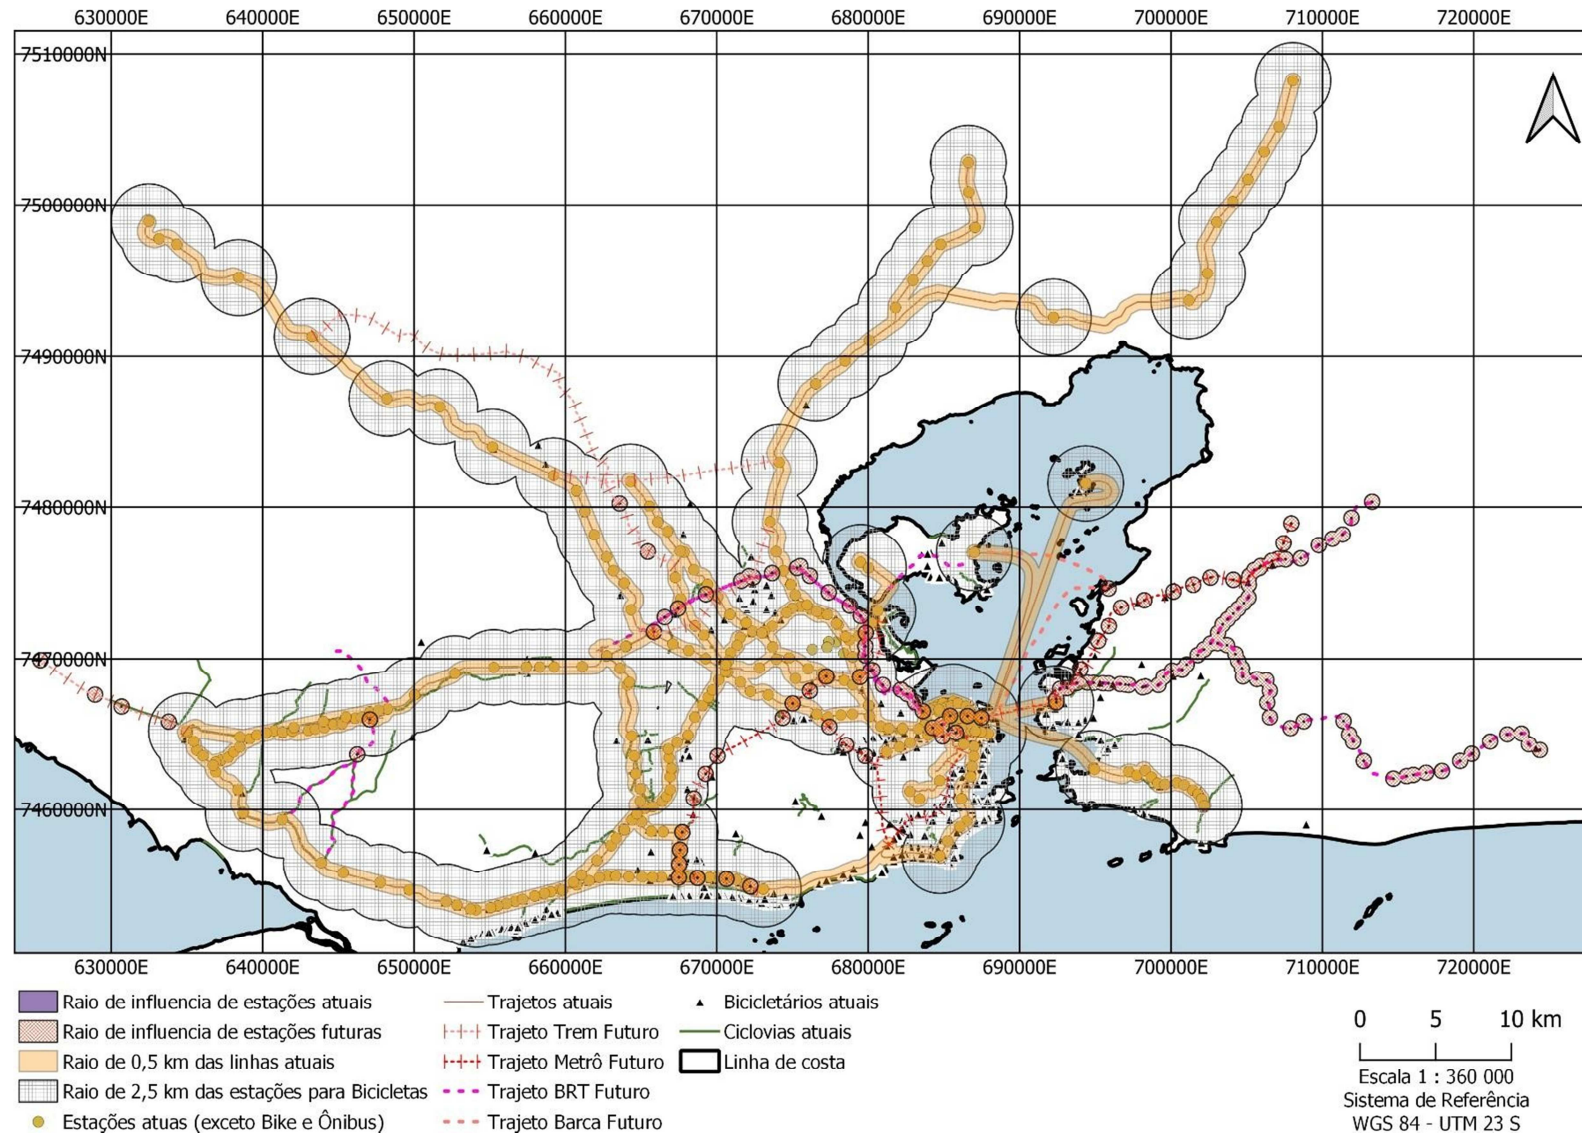 630000E 640000E 650000E 660000E 670000E 680000E 690000E 700000E 710000E 720000E
7510000N
7500000N
7490000N
7480000N
7470000N
7460000N
630000E 640000E 650000E 660000E 670000E 680000E 690000E 700000E 710000E 720000E
Raio de influencia de estações atuais
Raio de influencia de estações futuras
Raio de 0,5 km das linhas atuais
Raio de 2,5 km das estações para Bicicletas
Estações atuas (exceto Bike e Ônibus)
Trajetos atuais
Trajeto Trem Futuro
Trajeto Metrô Futuro
Trajeto BRT Futuro
Trajeto Barca Futuro
Bicicletários atuais
Ciclovias atuais
Linha de costa
0 5 10 km
Escala 1 : 360 000
Sistema de Referência
WGS 84 - UTM 23 S